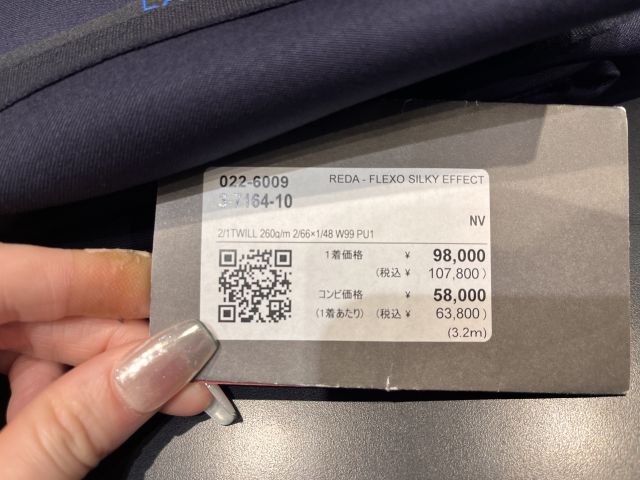 022-6009
REDA - FLEXO SILKY EFFECT
7164-10
NV
2/1TWILL 260g/m 2/66×1/48 W99 PU1
1着価格 ¥ 98,000
(税込 ¥ 107,800)
コンビ価格 ¥ 58,000
(1着あたり) (税込 ¥ 63,800)
(3.2m)